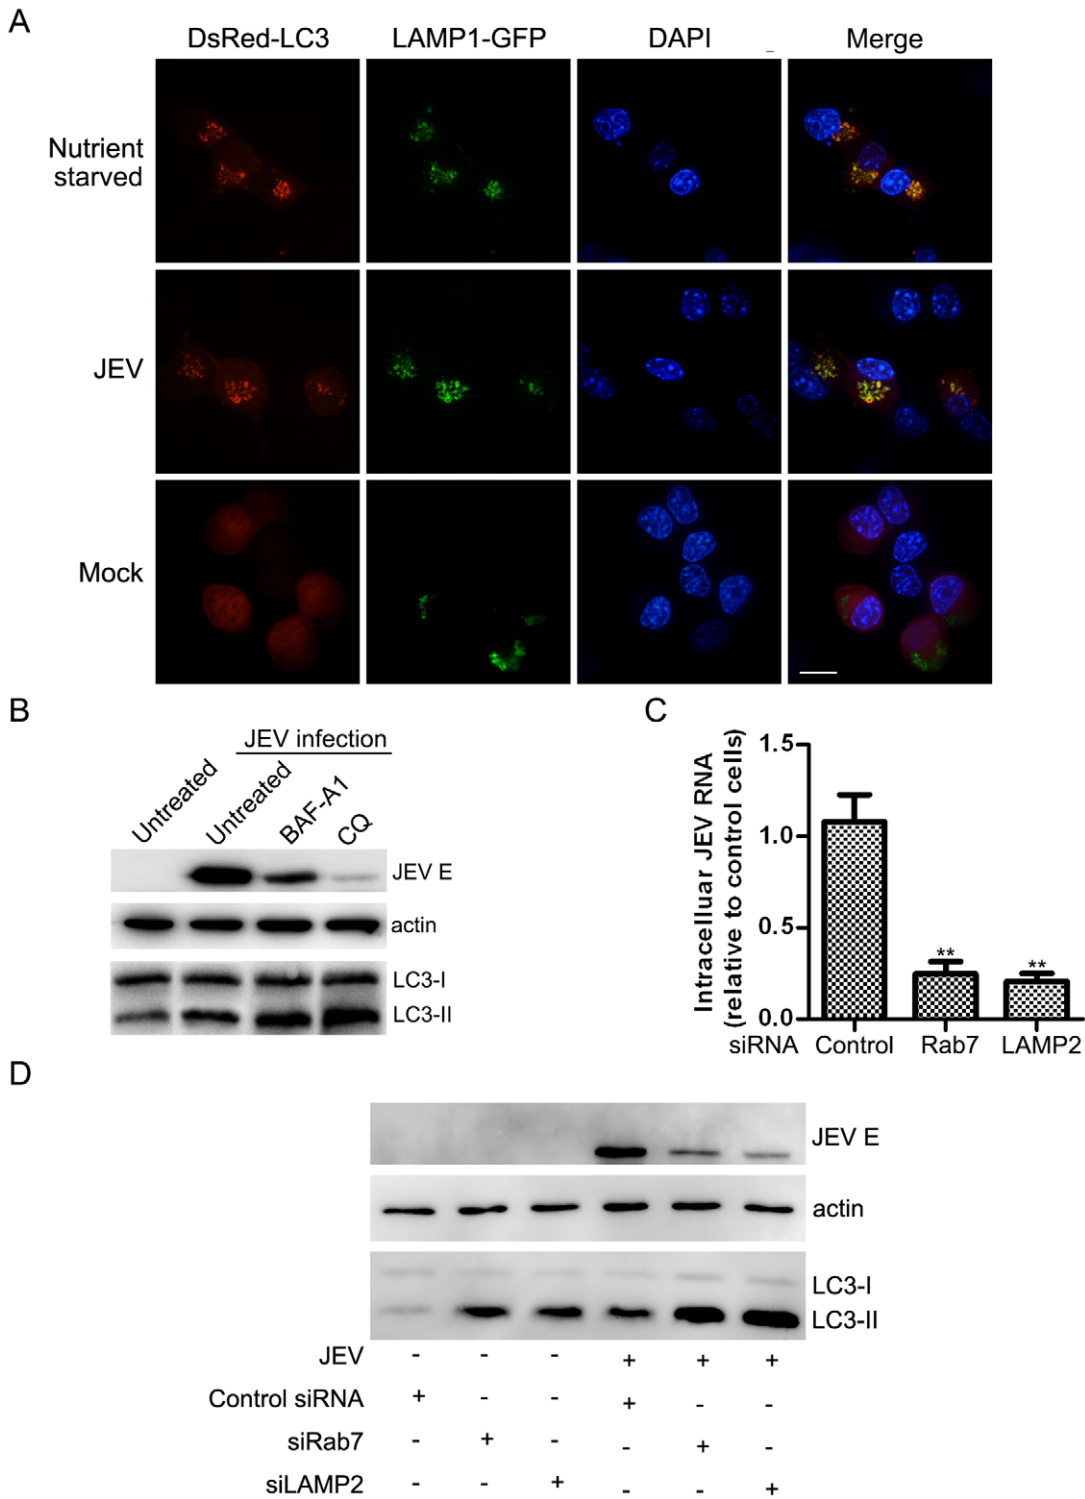 A
DsRed-LC3 LAMP1-GFP DAPI Merge
Nutrient
starved
JEV
Mock
B
JEV infection
Untreated Untreated BAF-A1 CQ
JEV E
actin
LC3-I
LC3-II
C
Intracelluar JEV RNA
(relative to control cells)
1.5
1.0
0.5
0.0
** **
siRNA Control Rab7 LAMP2
D
JEV E
actin
LC3-I
LC3-II
JEV - - - + + +
Control siRNA + - - + - -
siRab7 - + - - + -
siLAMP2 - - + - - +